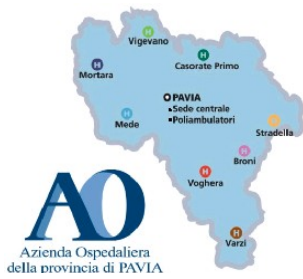 Vigevano
H
H
Casorate Primo
H
Mortara
PAVIA
Sede centrale
Poliambulatori
H
Mede
H
Stradella
H
Broni
H
Voghera
H
Varzi
AO
Azienda Ospedaliera
della provincia di PAVIA